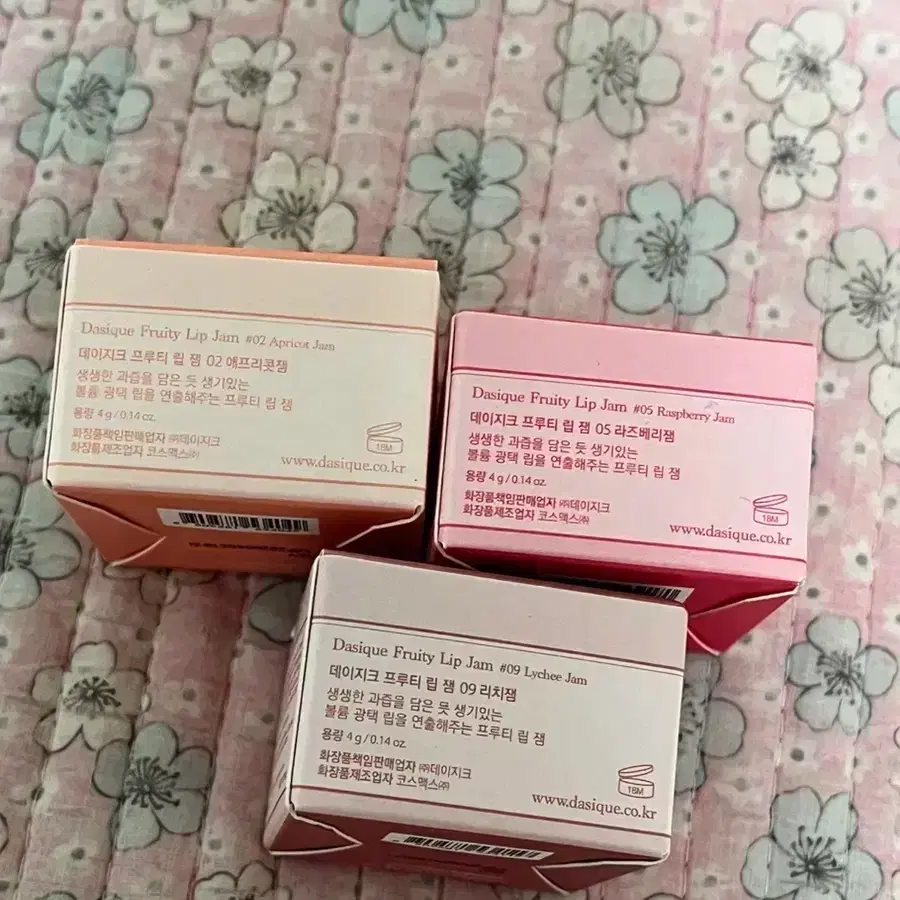 Dasique Fruity Lip Jam #02 Apricot Jam
데이지크 프루티 립 잼 02 애프리콧잼
생생한 과즙을 담은 듯 생기있는
볼륨 광택 립을 연출해주는 프루티 립 잼
용량 4 g / 0.14 oz.
화장품책임판매업자 ㈜데이지크
화장품제조업자 코스맥스㈜
18M
www.dasique.co.kr
Dasique Fruity Lip Jam #05 Raspberry Jam
데이지크 프루티 립 잼 05 라즈베리잼
생생한 과즙을 담은 듯 생기있는
볼륨 광택 립을 연출해주는 프루티 립 잼
용량 4 g / 0.14 oz.
화장품책임판매업자 ㈜데이지크
화장품제조업자 코스맥스㈜
18M
www.dasique.co.kr
Dasique Fruity Lip Jam #09 Lychee Jam
데이지크 프루티 립 잼 09 리치잼
생생한 과즙을 담은 듯 생기있는
볼륨 광택 립을 연출해주는 프루티 립 잼
용량 4 g / 0.14 oz.
화장품책임판매업자 ㈜데이지크
화장품제조업자 코스맥스㈜
18M
www.dasique.co.kr